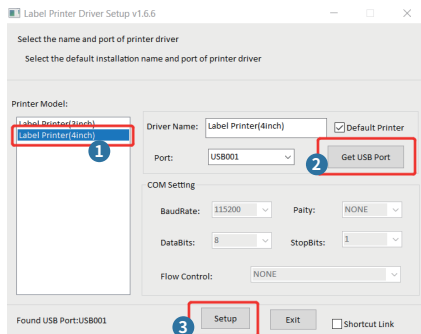 Label Printer Driver Setup v1.6.6
Select the name and port of printer driver
Select the default installation name and port of printer driver
Printer Model:
Label Printer(3inch)
Label Printer(4inch)
1
Driver Name: Label Printer(4inch) Default Printer
Port: USB001 2 Get USB Port
COM Setting
BaudRate: 115200 Paity: NONE
DataBits: 8 StopBits: 1
Flow Control: NONE
Found USB Port:USB001 3 Setup Exit Shortcut Link